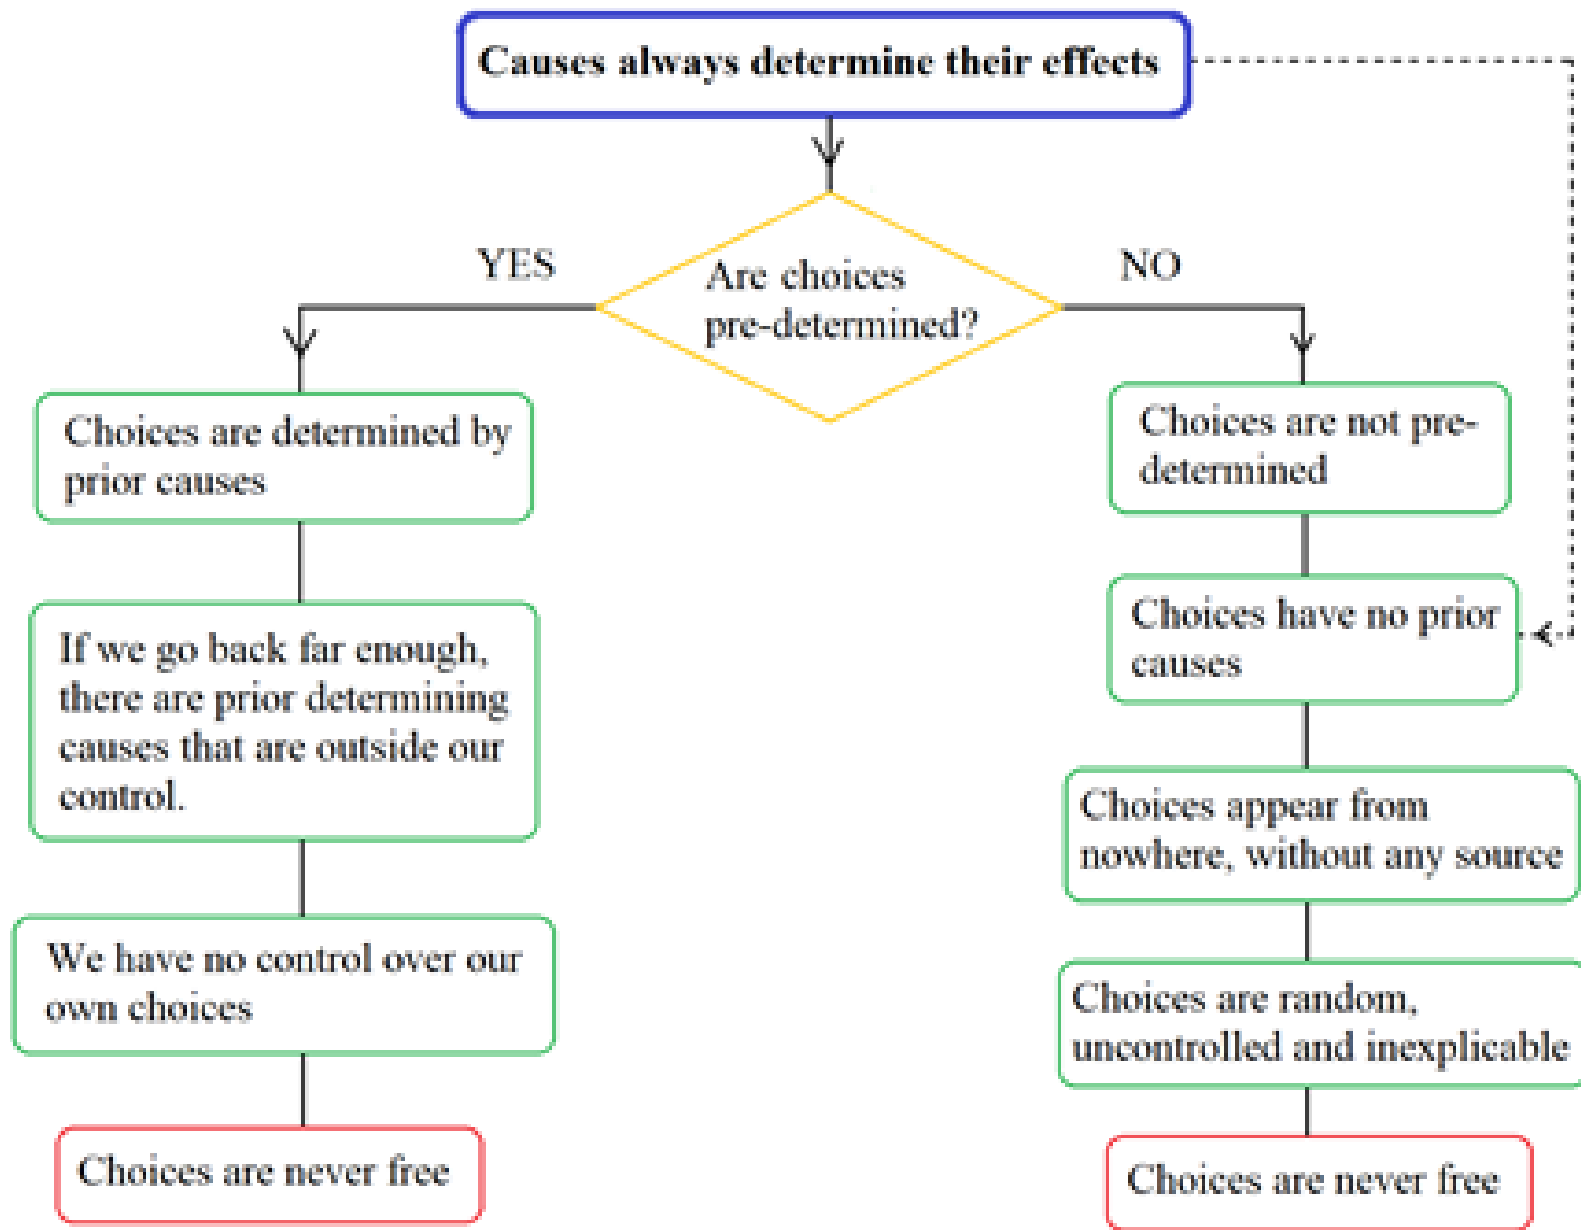 Causes always determine their effects
YES
Are choices
pre-determined?
NO
Choices are determined by
prior causes
If we go back far enough,
there are prior determining
causes that are outside our
control.
We have no control over our
own choices
Choices are never free
Choices are not pre-
determined
Choices have no prior
causes
Choices appear from
nowhere, without any source
Choices are random,
uncontrolled and inexplicable
Choices are never free